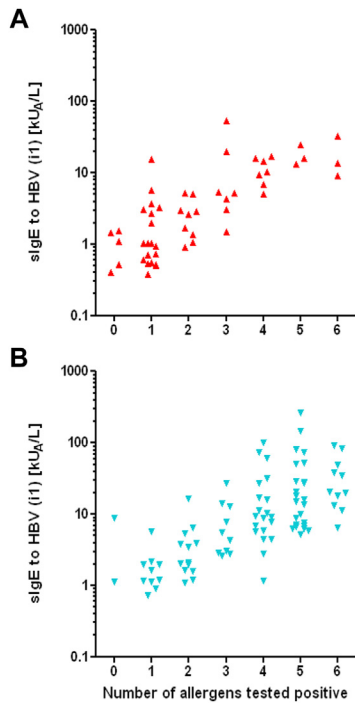 A
sIgE to HBV (i1) [kUA/L]
1000
100
10
1
0.1
0 1 2 3 4 5 6
B
sIgE to HBV (i1) [kUA/L]
1000
100
10
1
0.1
0 1 2 3 4 5 6
Number of allergens tested positive